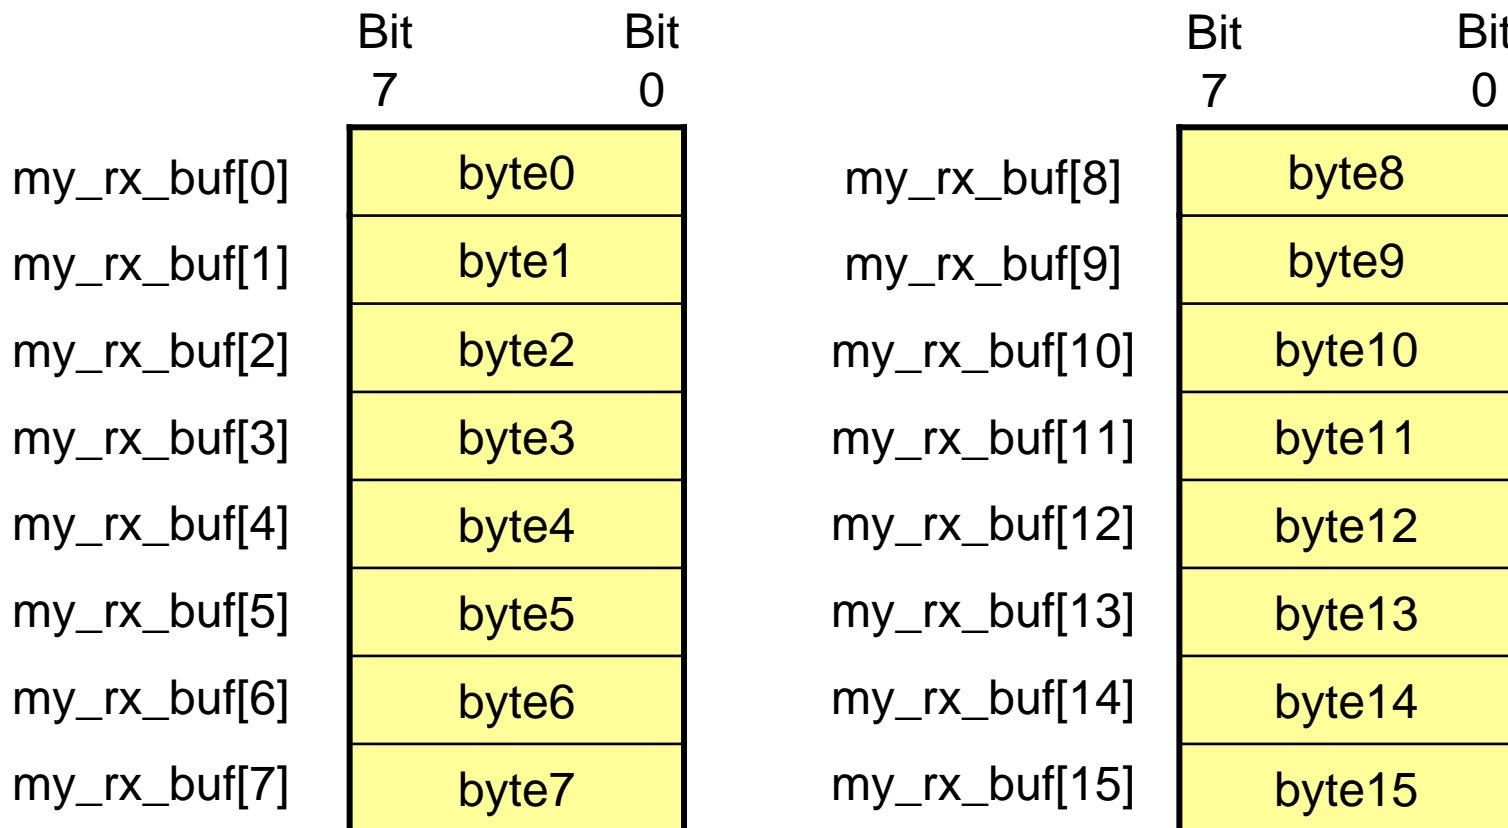 Bit Bit Bit Bit
7 0 7 0
my_rx_buf[0] byte0 my_rx_buf[8] byte8
my_rx_buf[1] byte1 my_rx_buf[9] byte9
my_rx_buf[2] byte2 my_rx_buf[10] byte10
my_rx_buf[3] byte3 my_rx_buf[11] byte11
my_rx_buf[4] byte4 my_rx_buf[12] byte12
my_rx_buf[5] byte5 my_rx_buf[13] byte13
my_rx_buf[6] byte6 my_rx_buf[14] byte14
my_rx_buf[7] byte7 my_rx_buf[15] byte15